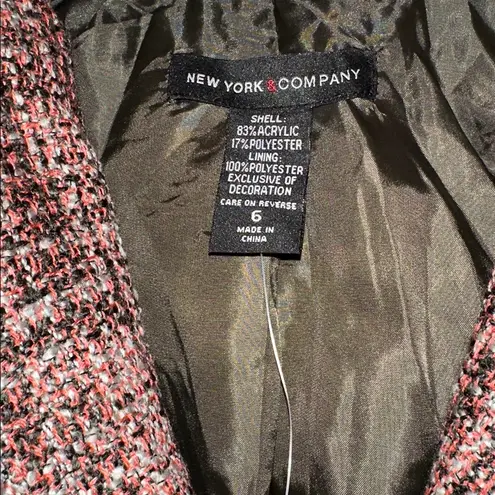 NEW YORK & COMPANY
SHELL:
83% ACRYLIC
17% POLYESTER
LINING:
100% POLYESTER
EXCLUSIVE OF
DECORATION
CARE ON REVERSE
6
MADE IN
CHINA